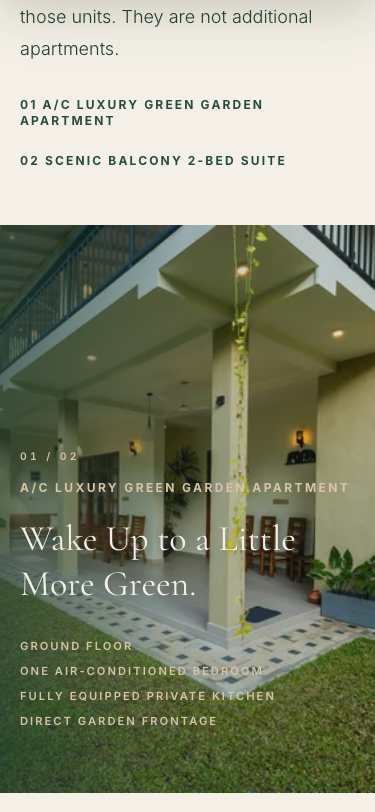 those units. They are not additional
apartments.
01 A/C LUXURY GREEN GARDEN
APARTMENT
02 SCENIC BALCONY 2-BED SUITE
01 / 02
A/C LUXURY GREEN GARDEN APARTMENT
Wake Up to a Little
More Green.
GROUND FLOOR
ONE AIR-CONDITIONED BEDROOM
FULLY EQUIPPED PRIVATE KITCHEN
DIRECT GARDEN FRONTAGE